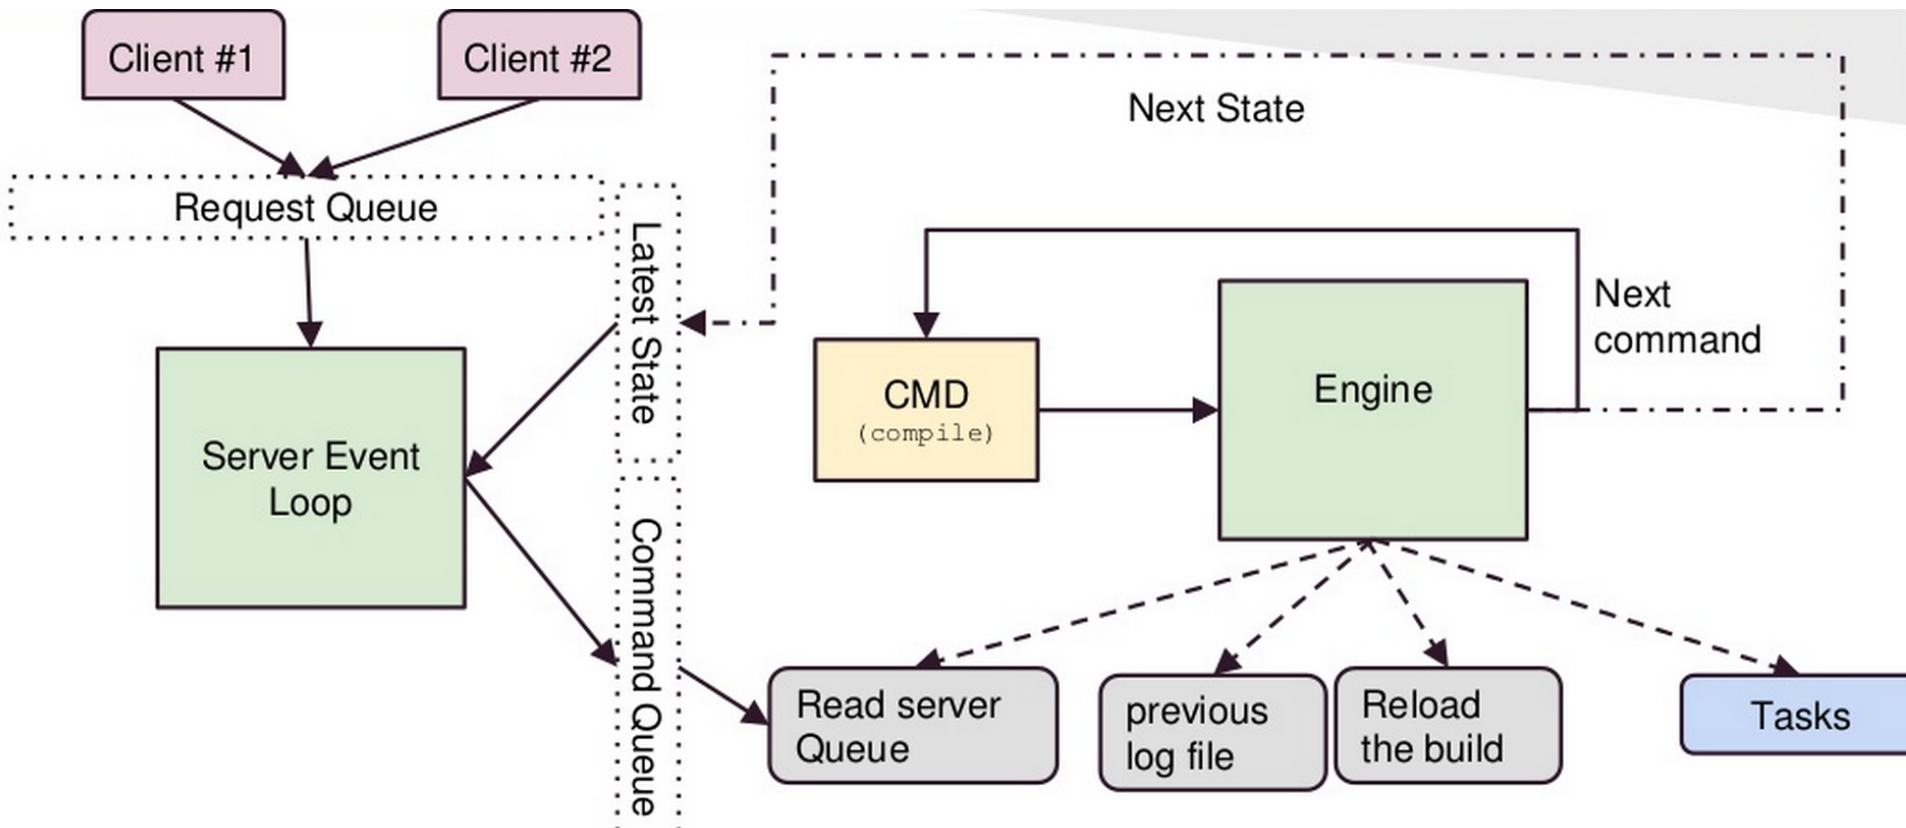 Client #1
Client #2
Next State
Request Queue
Latest State
Next
command
CMD
(compile)
Engine
Server Event
Loop
Command Queue
Read server
Queue
previous
log file
Reload
the build
Tasks